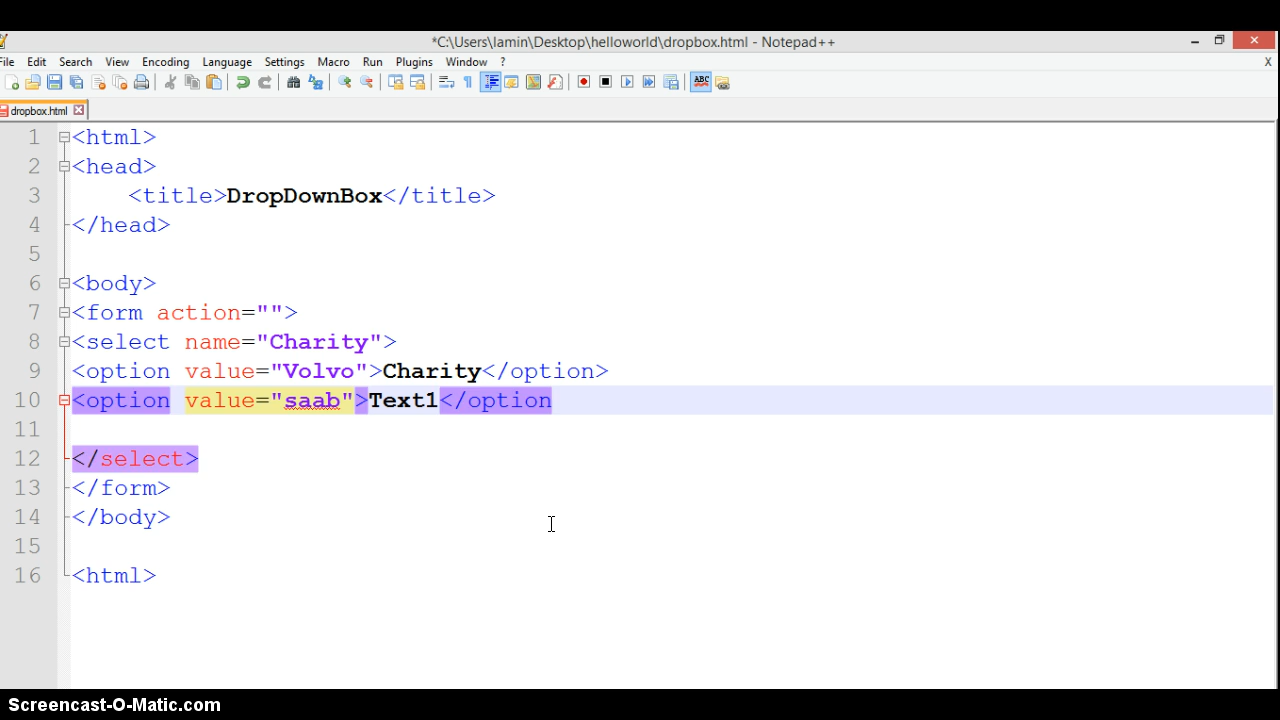 *C:\Users\lamin\Desktop\helloworld\dropbox.html - Notepad++
File Edit Search View Encoding Language Settings Macro Run Plugins Window ? X
dropbox.html
1 <html>
2 <head>
3 <title>DropDownBox</title>
4 </head>
5
6 <body>
7 <form action="">
8 <select name="Charity">
9 <option value="Volvo">Charity</option>
10 <option value="saab">Text1</option
11
12 </select>
13 </form>
14 </body>
15
16 <html>
Screencast-O-Matic.com